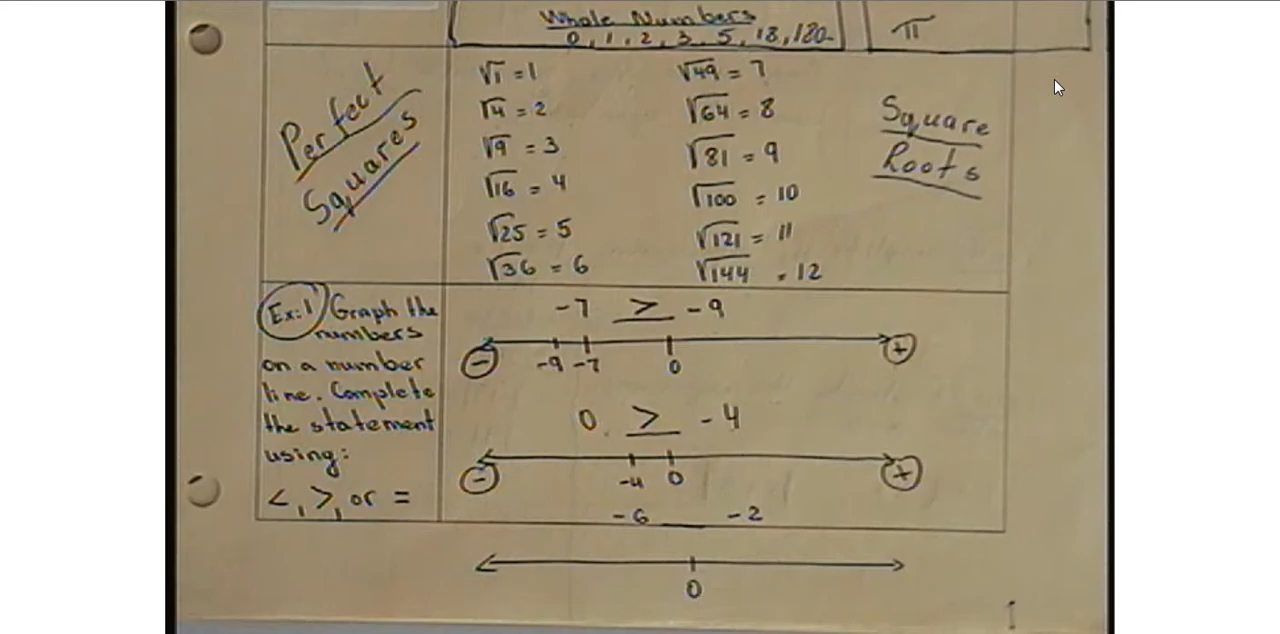 Whole Numbers
0, 1, 2, 3, 5, 18, 120
π
Perfect
Squares
√1 = 1
√4 = 2
√9 = 3
√16 = 4
√25 = 5
√36 = 6
√49 = 7
√64 = 8
√81 = 9
√100 = 10
√121 = 11
√144 = 12
Square
Roots
Ex:1 Graph the
numbers
on a number
line. Complete
the statement
using:
<, >, or =
-7 > -9
- -9 -7 0 +
0 > -4
- -4 0 +
-6 ___ -2
0
1